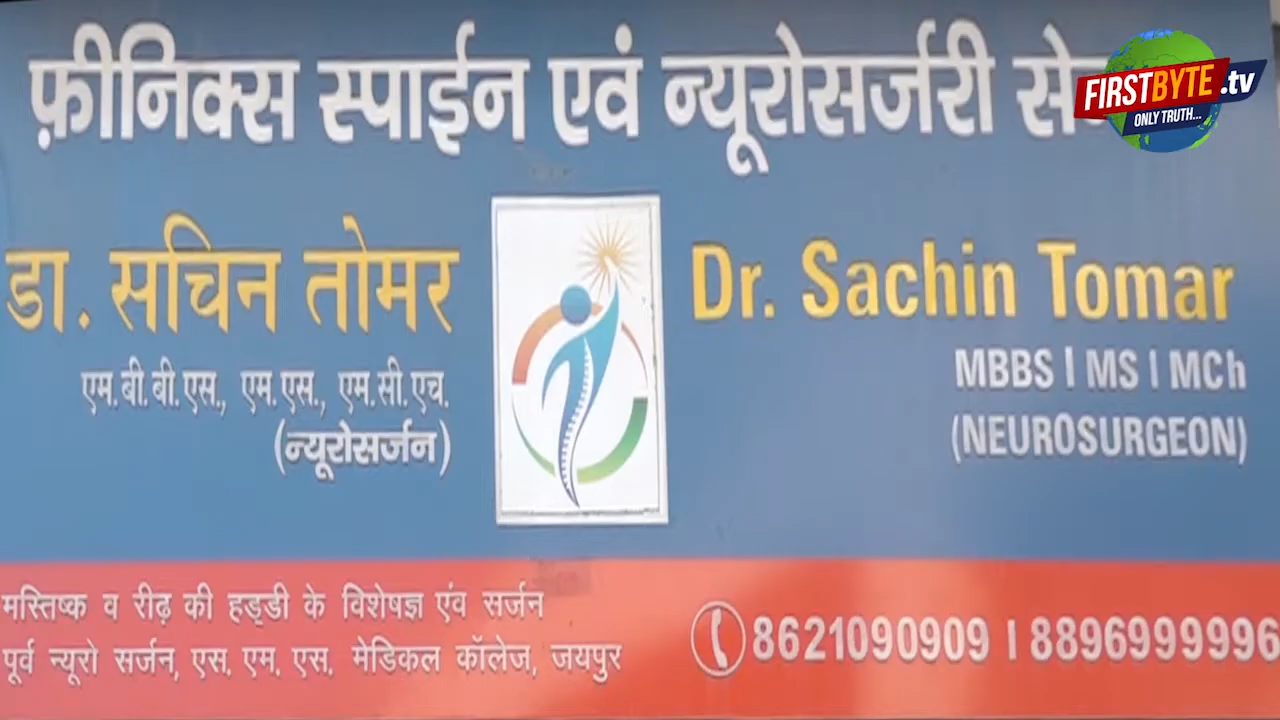 फ़ीनिक्स स्पाईन एवं न्यूरोसर्जरी
FIRSTBYTE.tv
ONLY TRUTH...
डा. सचिन तोमर
एम.बी.बी.एस., एम.एस., एम.सी.एच.
(न्यूरोसर्जन)
Dr. Sachin Tomar
MBBS | MS | MCh
(NEUROSURGEON)
मस्तिष्क व रीढ़ की हड्डी के विशेषज्ञ एंव सर्जन
पूर्व न्यूरो सर्जन, एस. एम. एस. मेडिकल कॉलेज, जयपुर
8621090909 | 8896999996